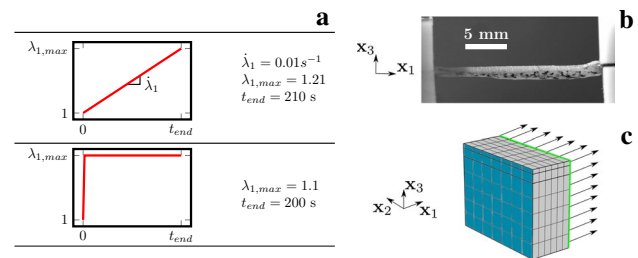 a
λ1,max
1
0
tend
λ̇1
λ̇1 = 0.01s−1
λ1,max = 1.21
tend = 210 s
λ1,max
1
0
tend
λ1,max = 1.1
tend = 200 s
b
5 mm
x3
x1
c
x3
x2
x1